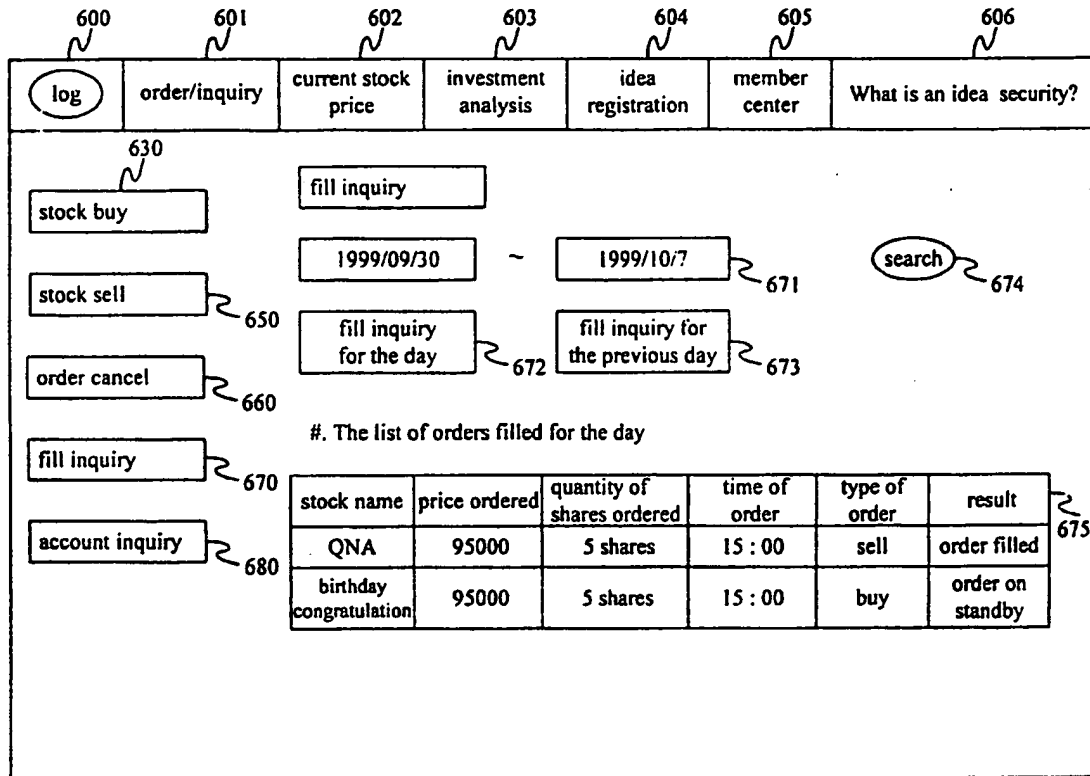 600 601 602 603 604 605 606
log order/inquiry current stock price investment analysis idea registration member center What is an idea security?
630
stock buy
stock sell
650
order cancel
660
fill inquiry
670
account inquiry
680
fill inquiry
1999/09/30 ~ 1999/10/7
671
search
674
fill inquiry for the day
672
fill inquiry for the previous day
673
#. The list of orders filled for the day
stock name price ordered quantity of shares ordered time of order type of order result
675
QNA 95000 5 shares 15 : 00 sell order filled
birthday congratulation 95000 5 shares 15 : 00 buy order on standby